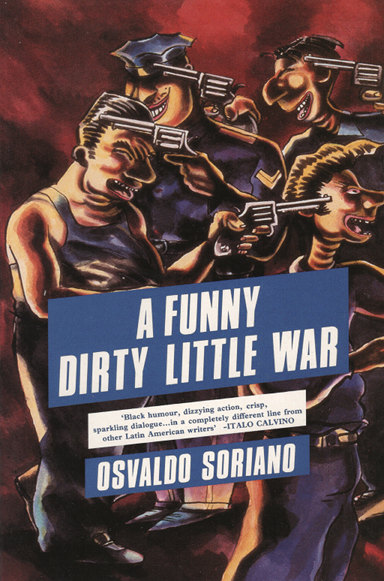 A FUNNY
DIRTY LITTLE WAR
'Black humour, dizzying action, crisp,
sparkling dialogue...in a completely different line from
other Latin American writers' –ITALO CALVINO
OSVALDO SORIANO